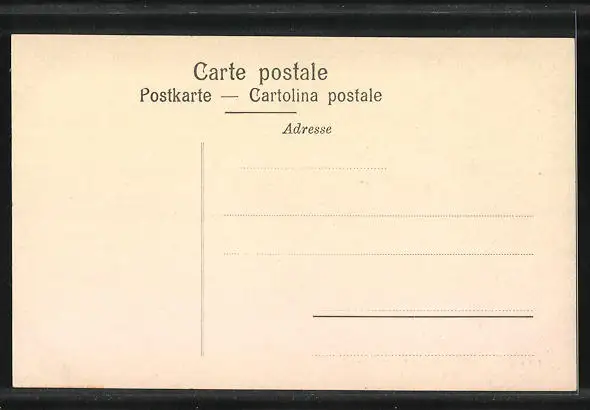 Carte postale
Postkarte — Cartolina postale
Adresse